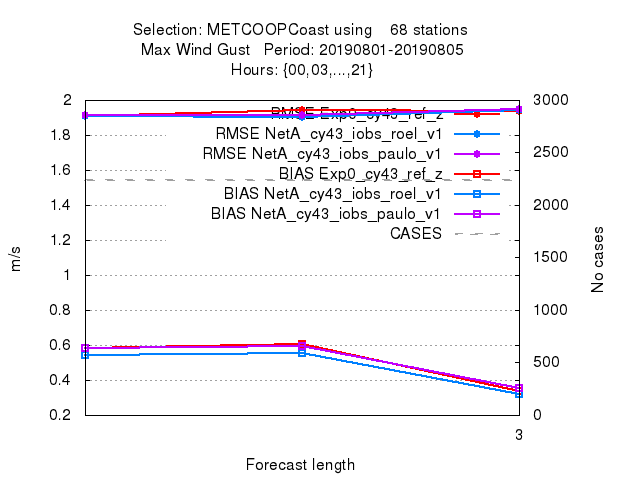 Selection: METCOOPCoast using 68 stations
Max Wind Gust Period: 20190801-20190805
Hours: {00,03,...,21}
2 3000
RMSE Exp0_cy43_ref_z
1.8 RMSE NetA_cy43_iobs_roel_v1
RMSE NetA_cy43_iobs_paulo_v1 2500
1.6 BIAS Exp0_cy43_ref_z
BIAS NetA_cy43_iobs_roel_v1
1.4 BIAS NetA_cy43_iobs_paulo_v1 2000
1.2 CASES
m/s No cases
1 1500
0.8 1000
0.6
500
0.4
0.2 0
3
Forecast length